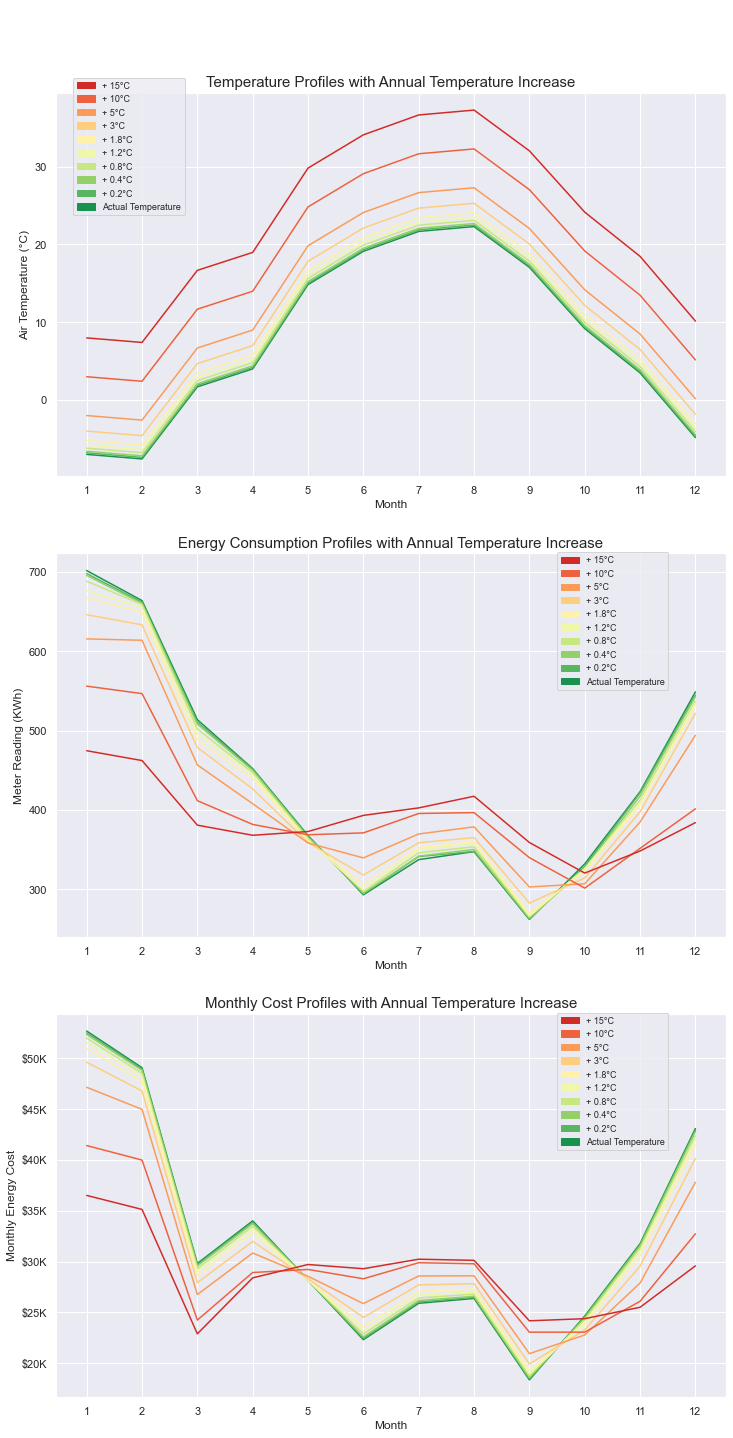 Temperature Profiles with Annual Temperature Increase
+ 15°C
+ 10°C
+ 5°C
+ 3°C
+ 1.8°C
+ 1.2°C
+ 0.8°C
+ 0.4°C
+ 0.2°C
Actual Temperature
Air Temperature (°C)
30
20
10
0
1 2 3 4 5 6 7 8 9 10 11 12
Month
Energy Consumption Profiles with Annual Temperature Increase
+ 15°C
+ 10°C
+ 5°C
+ 3°C
+ 1.8°C
+ 1.2°C
+ 0.8°C
+ 0.4°C
+ 0.2°C
Actual Temperature
Meter Reading (KWh)
700
600
500
400
300
1 2 3 4 5 6 7 8 9 10 11 12
Month
Monthly Cost Profiles with Annual Temperature Increase
+ 15°C
+ 10°C
+ 5°C
+ 3°C
+ 1.8°C
+ 1.2°C
+ 0.8°C
+ 0.4°C
+ 0.2°C
Actual Temperature
Monthly Energy Cost
$50K
$45K
$40K
$35K
$30K
$25K
$20K
1 2 3 4 5 6 7 8 9 10 11 12
Month